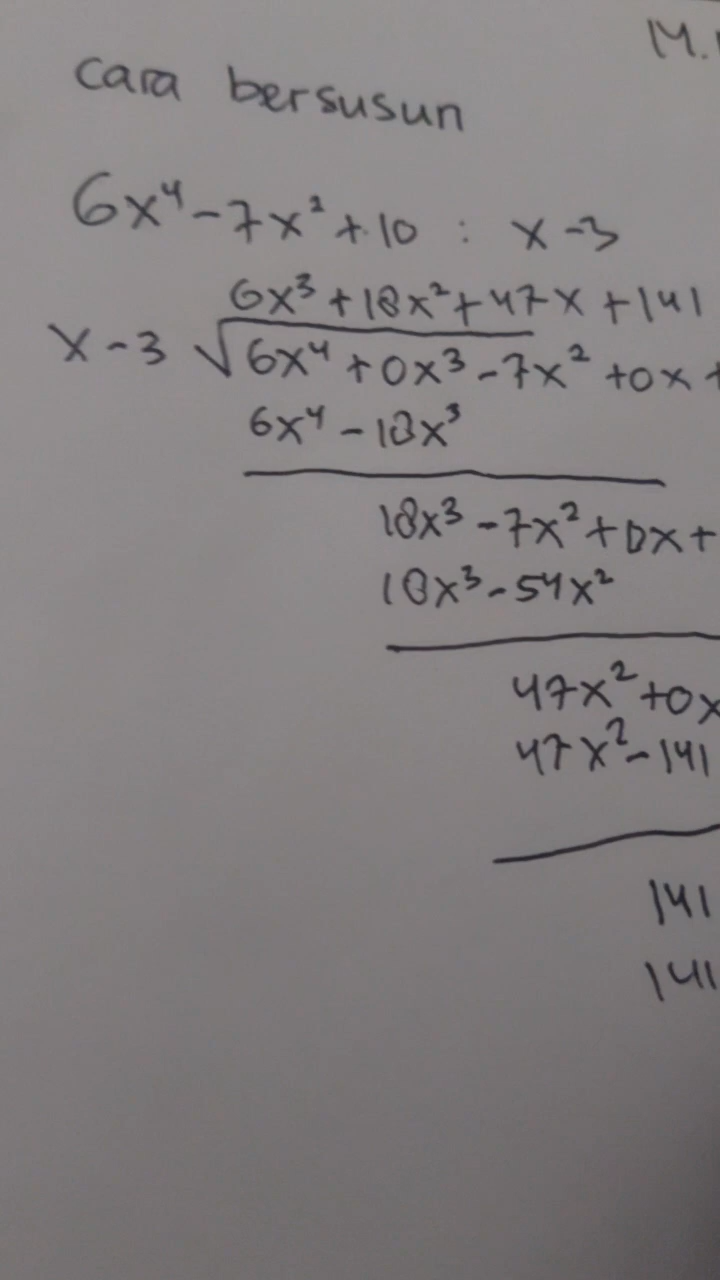 M.
cara bersusun
6x⁴ - 7x² + 10 : x - 3
6x³ + 18x² + 47x + 141
x - 3 √ 6x⁴ + 0x³ - 7x² + 0x +
6x⁴ - 18x³
18x³ - 7x² + 0x +
18x³ - 54x²
47x² + 0x
47x² - 141
141
141